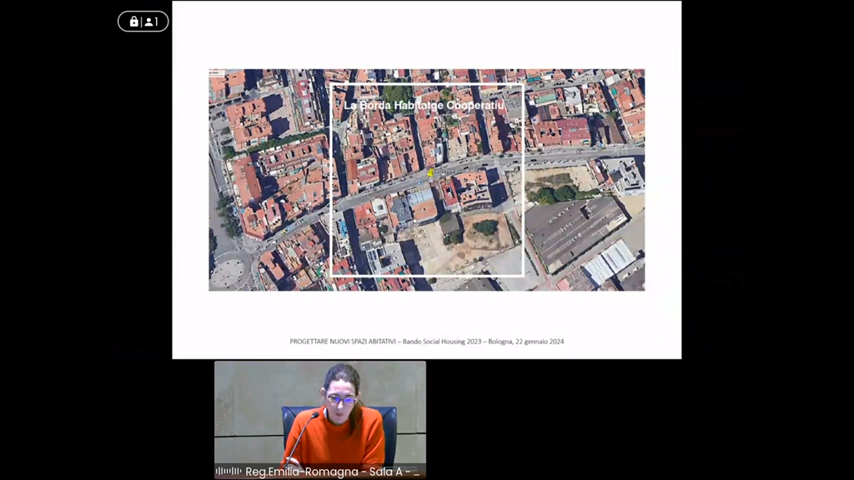 1
La Borda Habitatge Cooperatiu
PROGETTARE NUOVI SPAZI ABITATIVI – Bando Social Housing 2023 – Bologna, 22 gennaio 2024
Reg.Emilia-Romagna - Sala A - ...